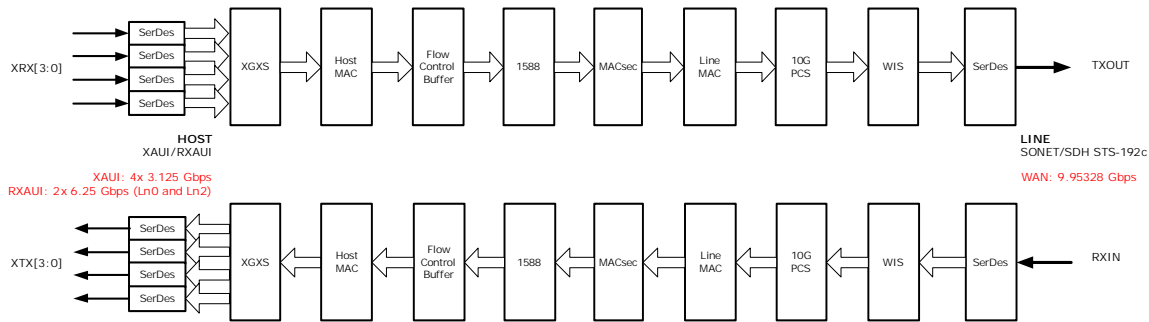 SerDes
SerDes
SerDes
SerDes
XRX[3:0]
XGXS
Host
MAC
Flow
Control
Buffer
1588
MACsec
Line
MAC
10G
PCS
WIS
SerDes
TXOUT
HOST
XAUI/RXAUI
XAUI: 4x 3.125 Gbps
RXAUI: 2x 6.25 Gbps (Ln0 and Ln2)
LINE
SONET/SDH STS-192c
WAN: 9.95328 Gbps
SerDes
SerDes
SerDes
SerDes
XTX[3:0]
XGXS
Host
MAC
Flow
Control
Buffer
1588
MACsec
Line
MAC
10G
PCS
WIS
SerDes
RXIN